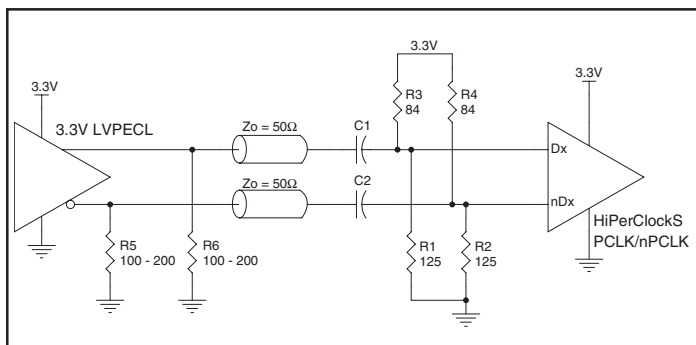 3.3V
3.3V LVPECL
R5
100 - 200
R6
100 - 200
Zo = 50Ω
Zo = 50Ω
C1
C2
3.3V
R3
84
R4
84
R1
125
R2
125
3.3V
Dx
nDx
HiPerClockS
PCLK/nPCLK